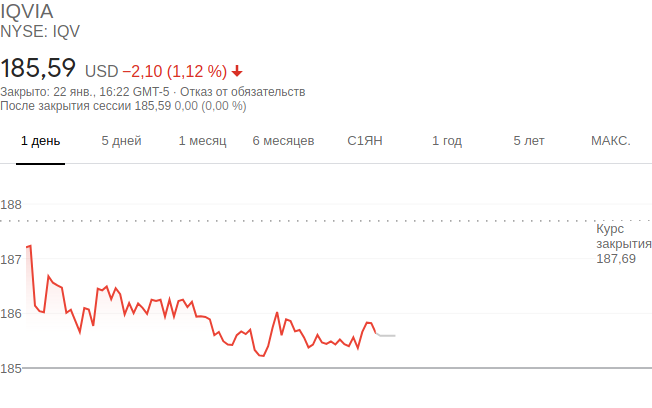 IQVIA
NYSE: IQV
185,59 USD −2,10 (1,12 %)
Закрыто: 22 янв., 16:22 GMT-5 · Отказ от обязательств
После закрытия сессии 185,59 0,00 (0,00 %)
1 день 5 дней 1 месяц 6 месяцев С1ЯН 1 год 5 лет МАКС.
188
Курс
закрытия
187,69
187
186
185